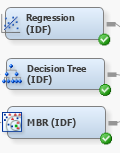 Regression
(IDF)
Decision Tree
(IDF)
MBR (IDF)